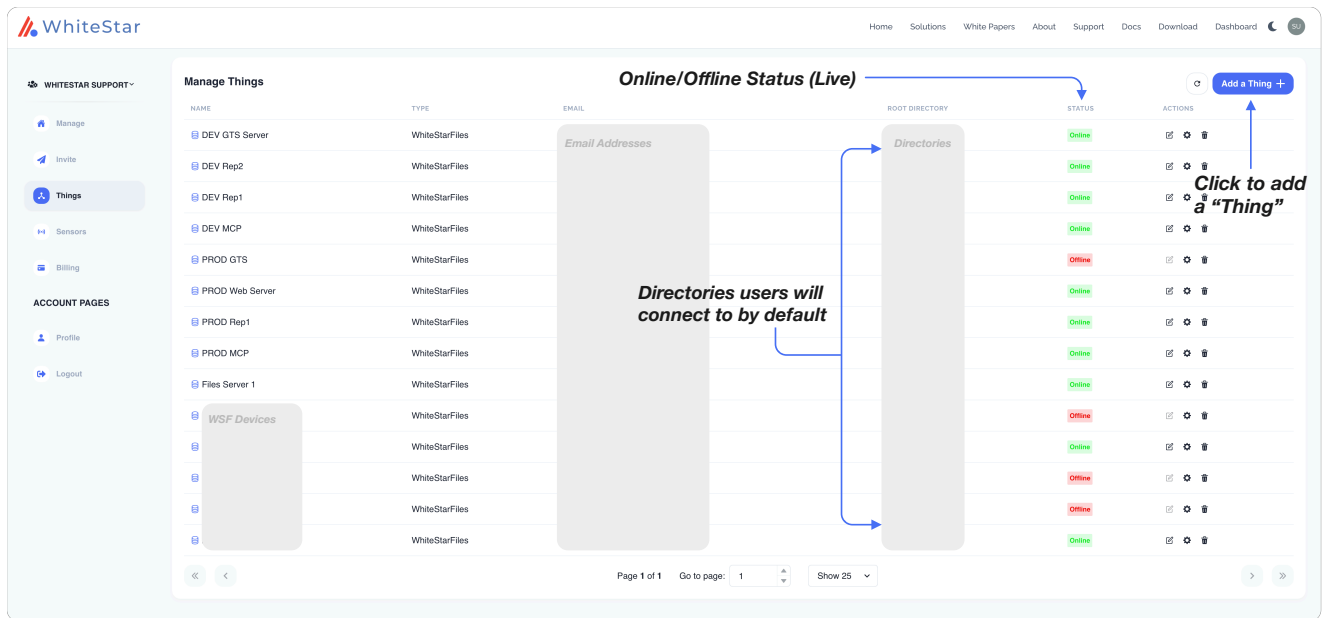 WhiteStar
Home Solutions White Papers About Support Docs Download Dashboard SU
WHITESTAR SUPPORT
Manage
Invite
Things
Sensors
Billing
ACCOUNT PAGES
Profile
Logout
Manage Things
Online/Offline Status (Live)
Add a Thing
NAME TYPE EMAIL ROOT DIRECTORY STATUS ACTIONS
Email Addresses
Directories
DEV GTS Server WhiteStarFiles Online
DEV Rep2 WhiteStarFiles Online
Click to add
a “Thing”
DEV Rep1 WhiteStarFiles Online
DEV MCP WhiteStarFiles Online
PROD GTS WhiteStarFiles Offline
Directories users will
connect to by default
PROD Web Server WhiteStarFiles Online
PROD Rep1 WhiteStarFiles Online
PROD MCP WhiteStarFiles Online
Files Server 1 WhiteStarFiles Online
WSF Devices
WhiteStarFiles Offline
WhiteStarFiles Online
WhiteStarFiles Offline
WhiteStarFiles Offline
WhiteStarFiles Online
Page 1 of 1 Go to page: 1 Show 25